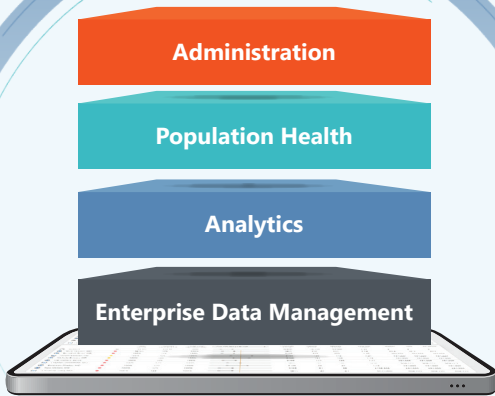 Administration
Population Health
Analytics
Enterprise Data Management